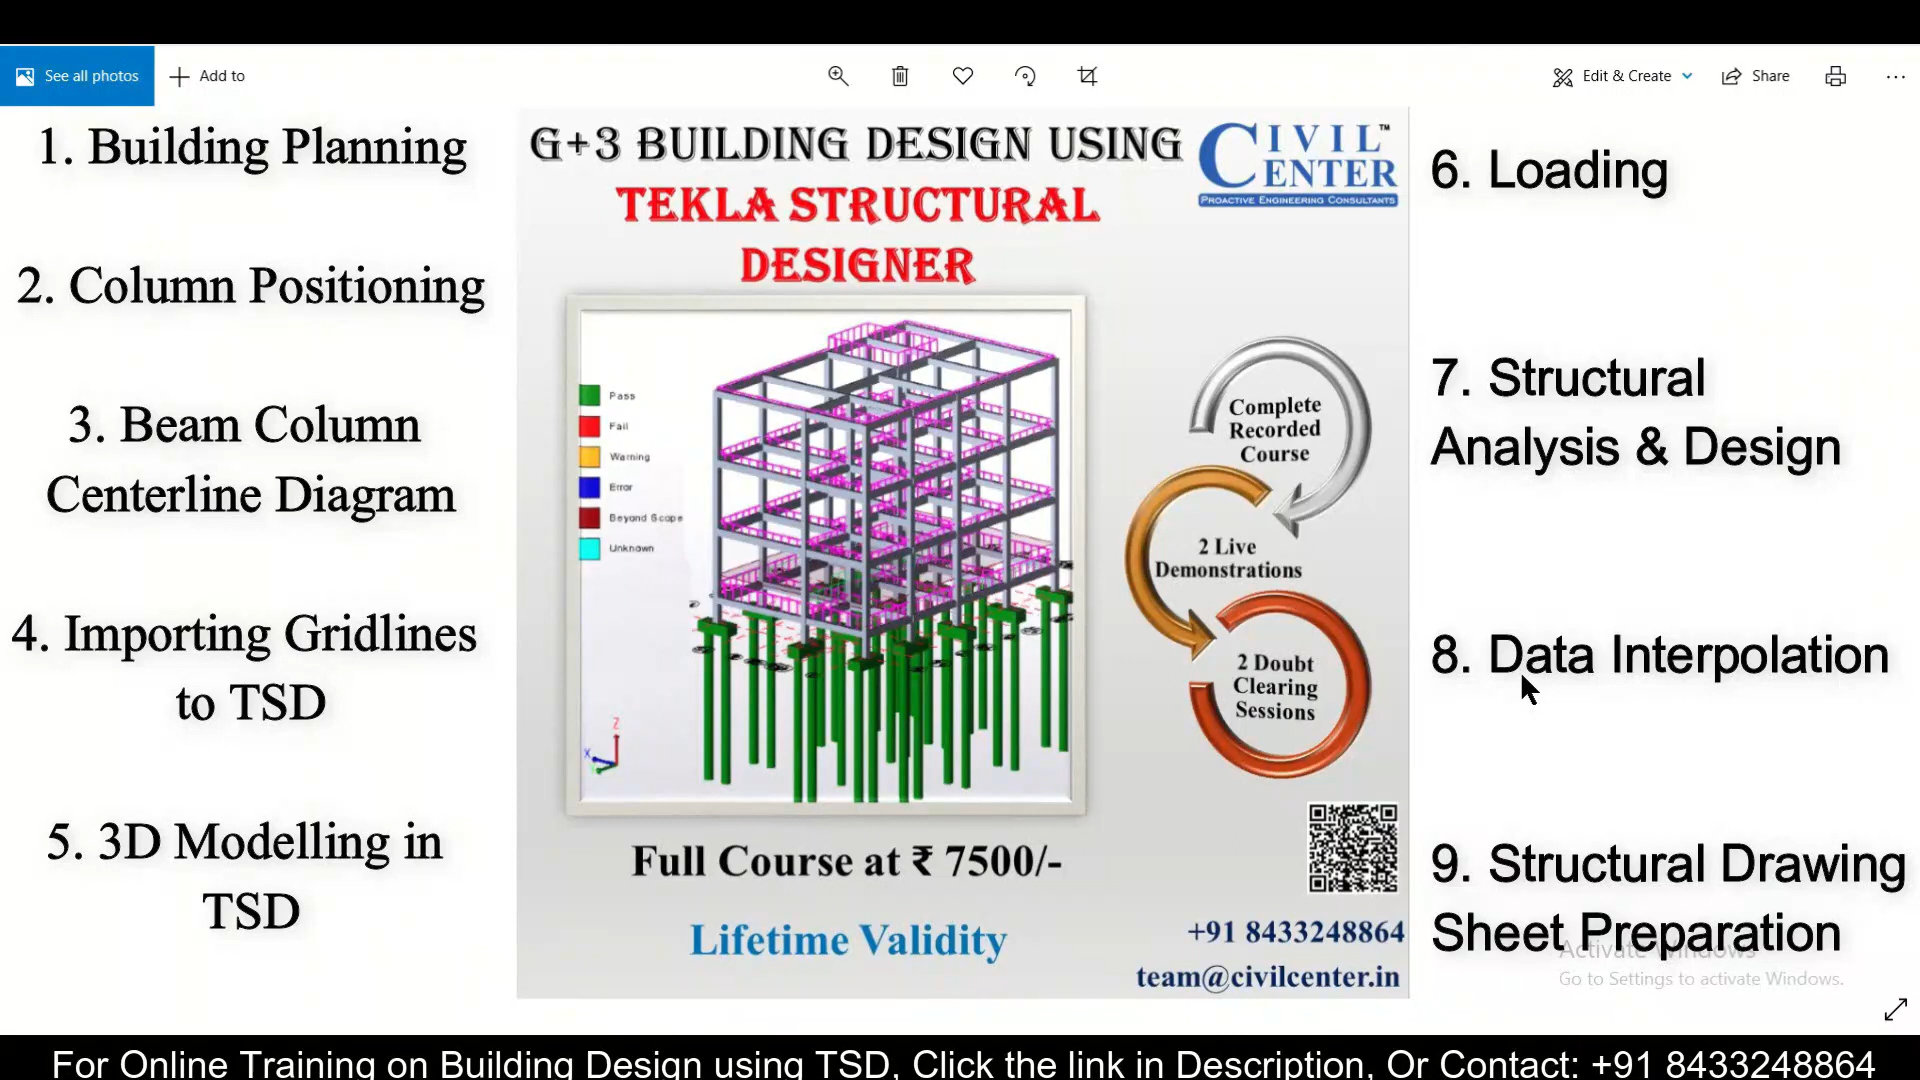 See all photos
Add to
Edit & Create
Share
1. Building Planning
2. Column Positioning
3. Beam Column
Centerline Diagram
4. Importing Gridlines
to TSD
5. 3D Modelling in
TSD
G+3 BUILDING DESIGN USING
TEKLA STRUCTURAL
DESIGNER
CIVIL™
CENTER
PROACTIVE ENGINEERING CONSULTANTS
Pass
Fail
Warning
Error
Beyond Scope
Unknown
Z
X
Complete
Recorded
Course
2 Live
Demonstrations
2 Doubt
Clearing
Sessions
Full Course at ₹ 7500/-
Lifetime Validity
+91 8433248864
team@civilcenter.in
6. Loading
7. Structural
Analysis & Design
8. Data Interpolation
9. Structural Drawing
Sheet Preparation
Activate Windows
Go to Settings to activate Windows.
For Online Training on Building Design using TSD, Click the link in Description, Or Contact: +91 8433248864